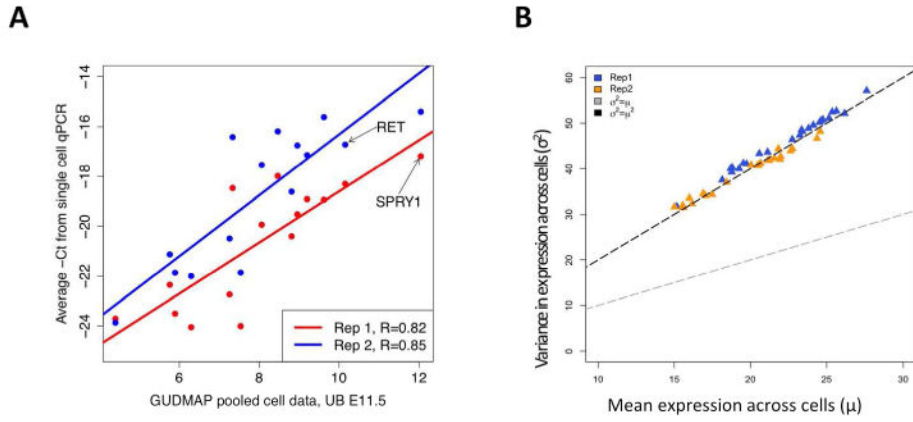 A
B
Average −Ct from single cell qPCR
−14
−16
−18
−20
−22
−24
RET
SPRY1
Rep 1, R=0.82
Rep 2, R=0.85
6
8
10
12
GUDMAP pooled cell data, UB E11.5
Variance in expression across cells (σ²)
60
50
40
30
20
10
0
Rep1
Rep2
σ²=μ
σ²=μ²
10
15
20
25
30
Mean expression across cells (μ)